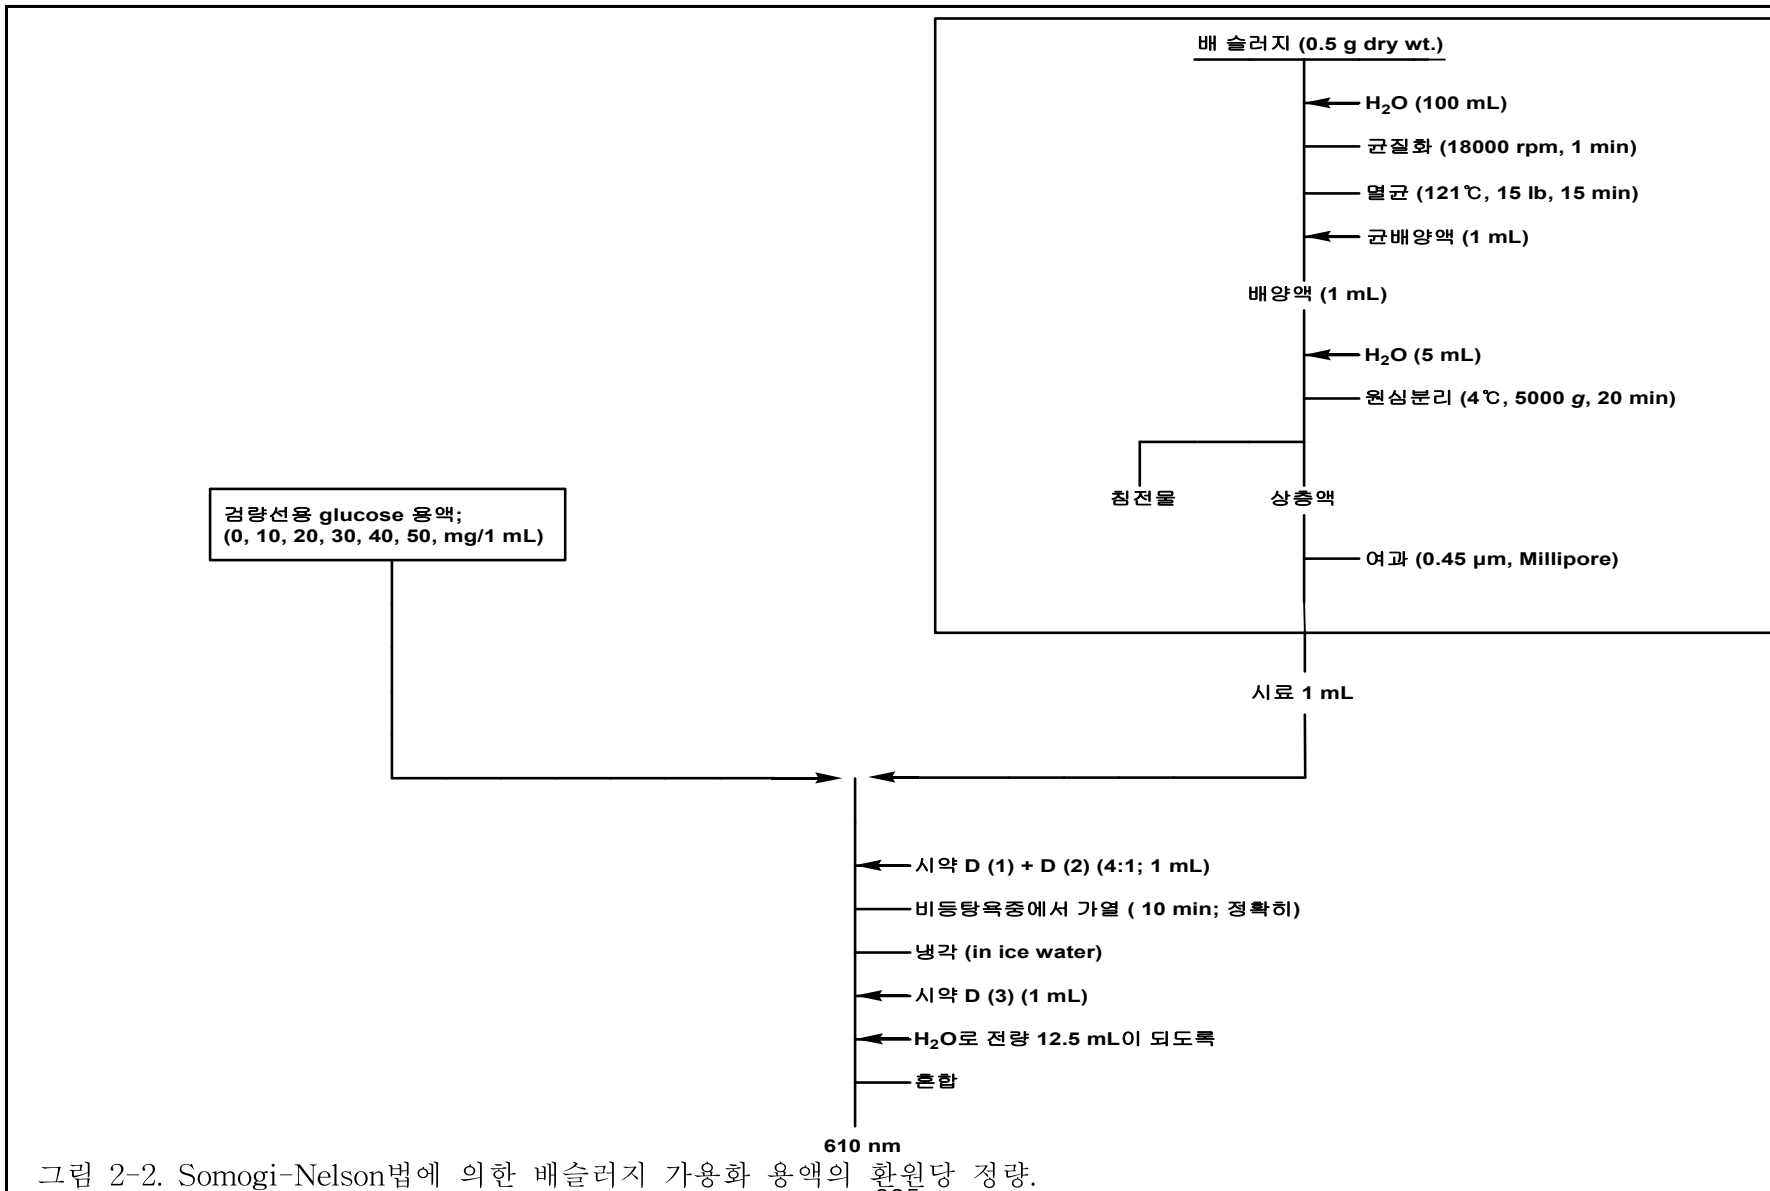 배 슬러지 (0.5 g dry wt.)
H₂O (100 mL)
균질화 (18000 rpm, 1 min)
멸균 (121℃, 15 lb, 15 min)
균배양액 (1 mL)
배양액 (1 mL)
H₂O (5 mL)
원심분리 (4℃, 5000 g, 20 min)
침전물
상층액
여과 (0.45 μm, Millipore)
검량선용 glucose 용액;
(0, 10, 20, 30, 40, 50, mg/1 mL)
시료 1 mL
시약 D (1) + D (2) (4:1; 1 mL)
비등탕욕중에서 가열 ( 10 min; 정확히)
냉각 (in ice water)
시약 D (3) (1 mL)
H₂O로 전량 12.5 mL이 되도록
혼합
610 nm
그림 2-2. Somogi-Nelson법에 의한 배슬러지 가용화 용액의 환원당 정량.